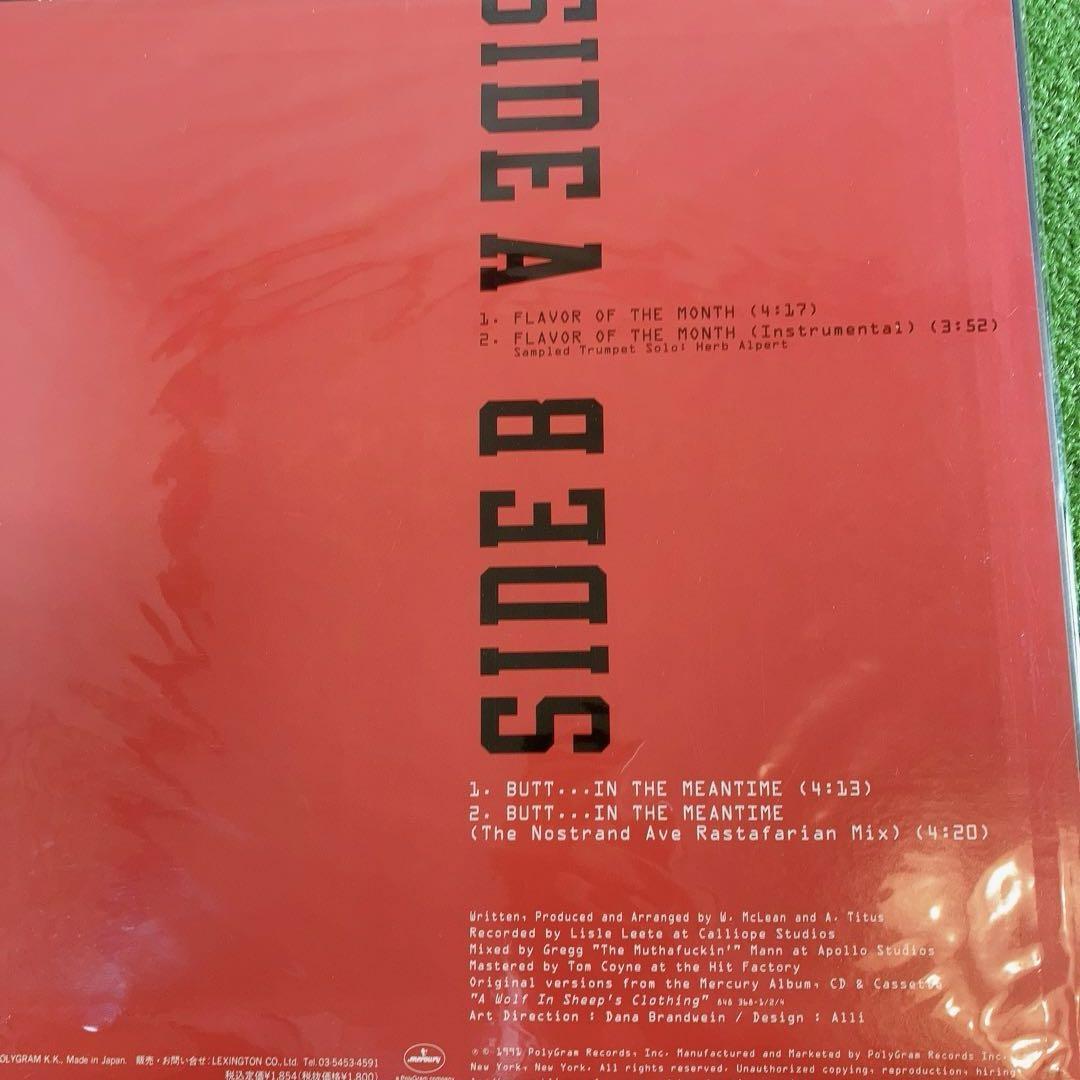 SIDE A
1. FLAVOR OF THE MONTH (4:17)
2. FLAVOR OF THE MONTH (Instrumental) (3:52)
Sampled Trumpet Solo: Herb Alpert
SIDE B
1. BUTT...IN THE MEANTIME (4:13)
2. BUTT...IN THE MEANTIME
(The Nostrand Ave Rastafarian Mix) (4:20)
Written, Produced and Arranged by W. McLean and A. Titus
Recorded by Lisle Leete at Calliope Studios
Mixed by Gregg "The Muthafuckin'" Mann at Apollo Studios
Mastered by Tom Coyne at the Hit Factory
Original versions from the Mercury Album, CD & Cassette
"A Wolf In Sheep's Clothing" 848 368-1/2/4
Art Direction : Dana Brandwein / Design : Alli
OLYGRAM K.K., Made in Japan. 販売・お問い合せ:LEXINGTON CO., Ltd. Tel.03-5453-4591
税込定価¥1,854(税抜価格¥1,800)
mercury
a PolyGram company
℗ © 1991 PolyGram Records, Inc. Manufactured and Marketed by PolyGram Records Inc.
New York, New York. All rights reserved. Unauthorized copying, reproduction, hiring